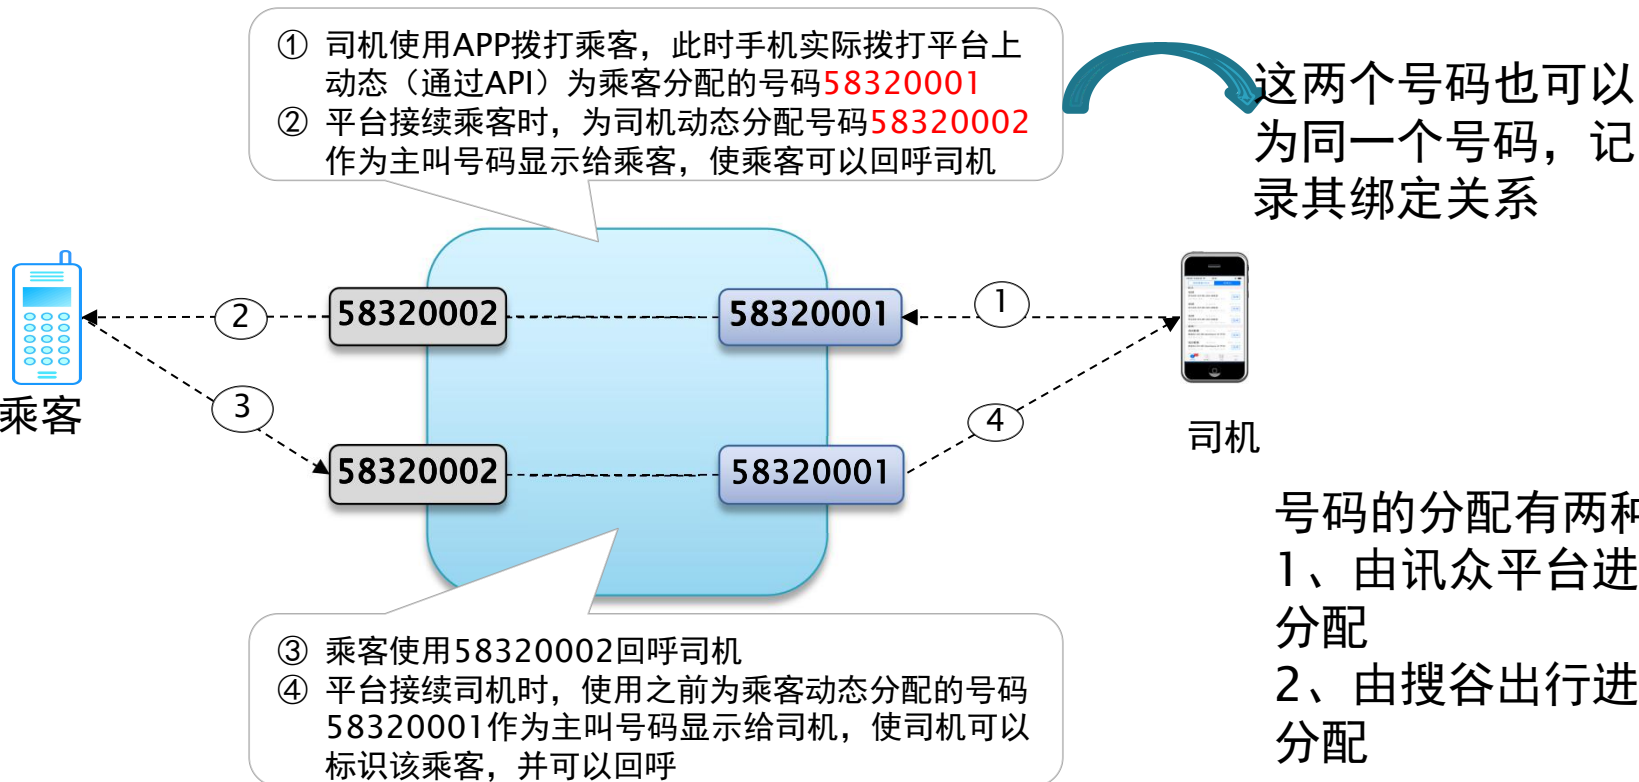 ① 司机使用APP拨打乘客，此时手机实际拨打平台上
动态（通过API）为乘客分配的号码58320001
② 平台接续乘客时，为司机动态分配号码58320002
作为主叫号码显示给乘客，使乘客可以回呼司机
这两个号码也可以
为同一个号码，记
录其绑定关系
58320002
58320001
1
2
3
4
乘客
58320002
58320001
司机
③ 乘客使用58320002回呼司机
④ 平台接续司机时，使用之前为乘客动态分配的号码
58320001作为主叫号码显示给司机，使司机可以
标识该乘客，并可以回呼
号码的分配有两种
1、由讯众平台进
分配
2、由搜谷出行进
分配